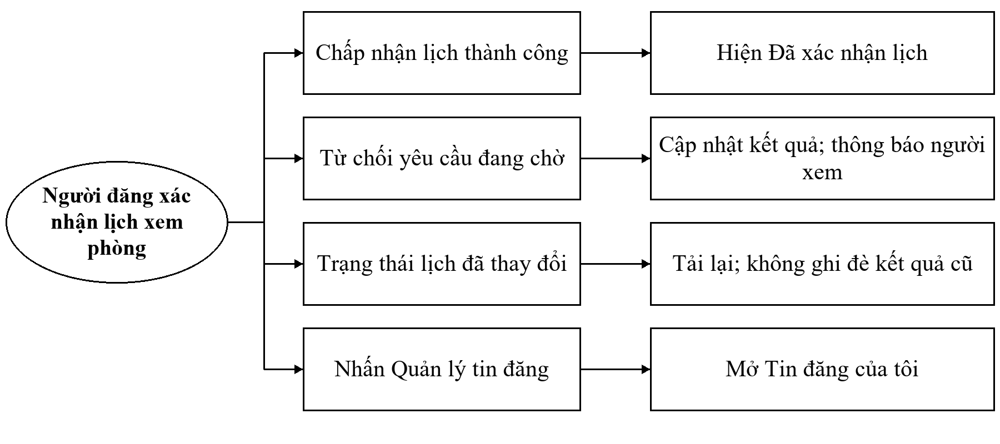 Người đăng xác
nhận lịch xem
phòng
Chấp nhận lịch thành công
Hiện Đã xác nhận lịch
Từ chối yêu cầu đang chờ
Cập nhật kết quả; thông báo người
xem
Trạng thái lịch đã thay đổi
Tải lại; không ghi đè kết quả cũ
Nhấn Quản lý tin đăng
Mở Tin đăng của tôi